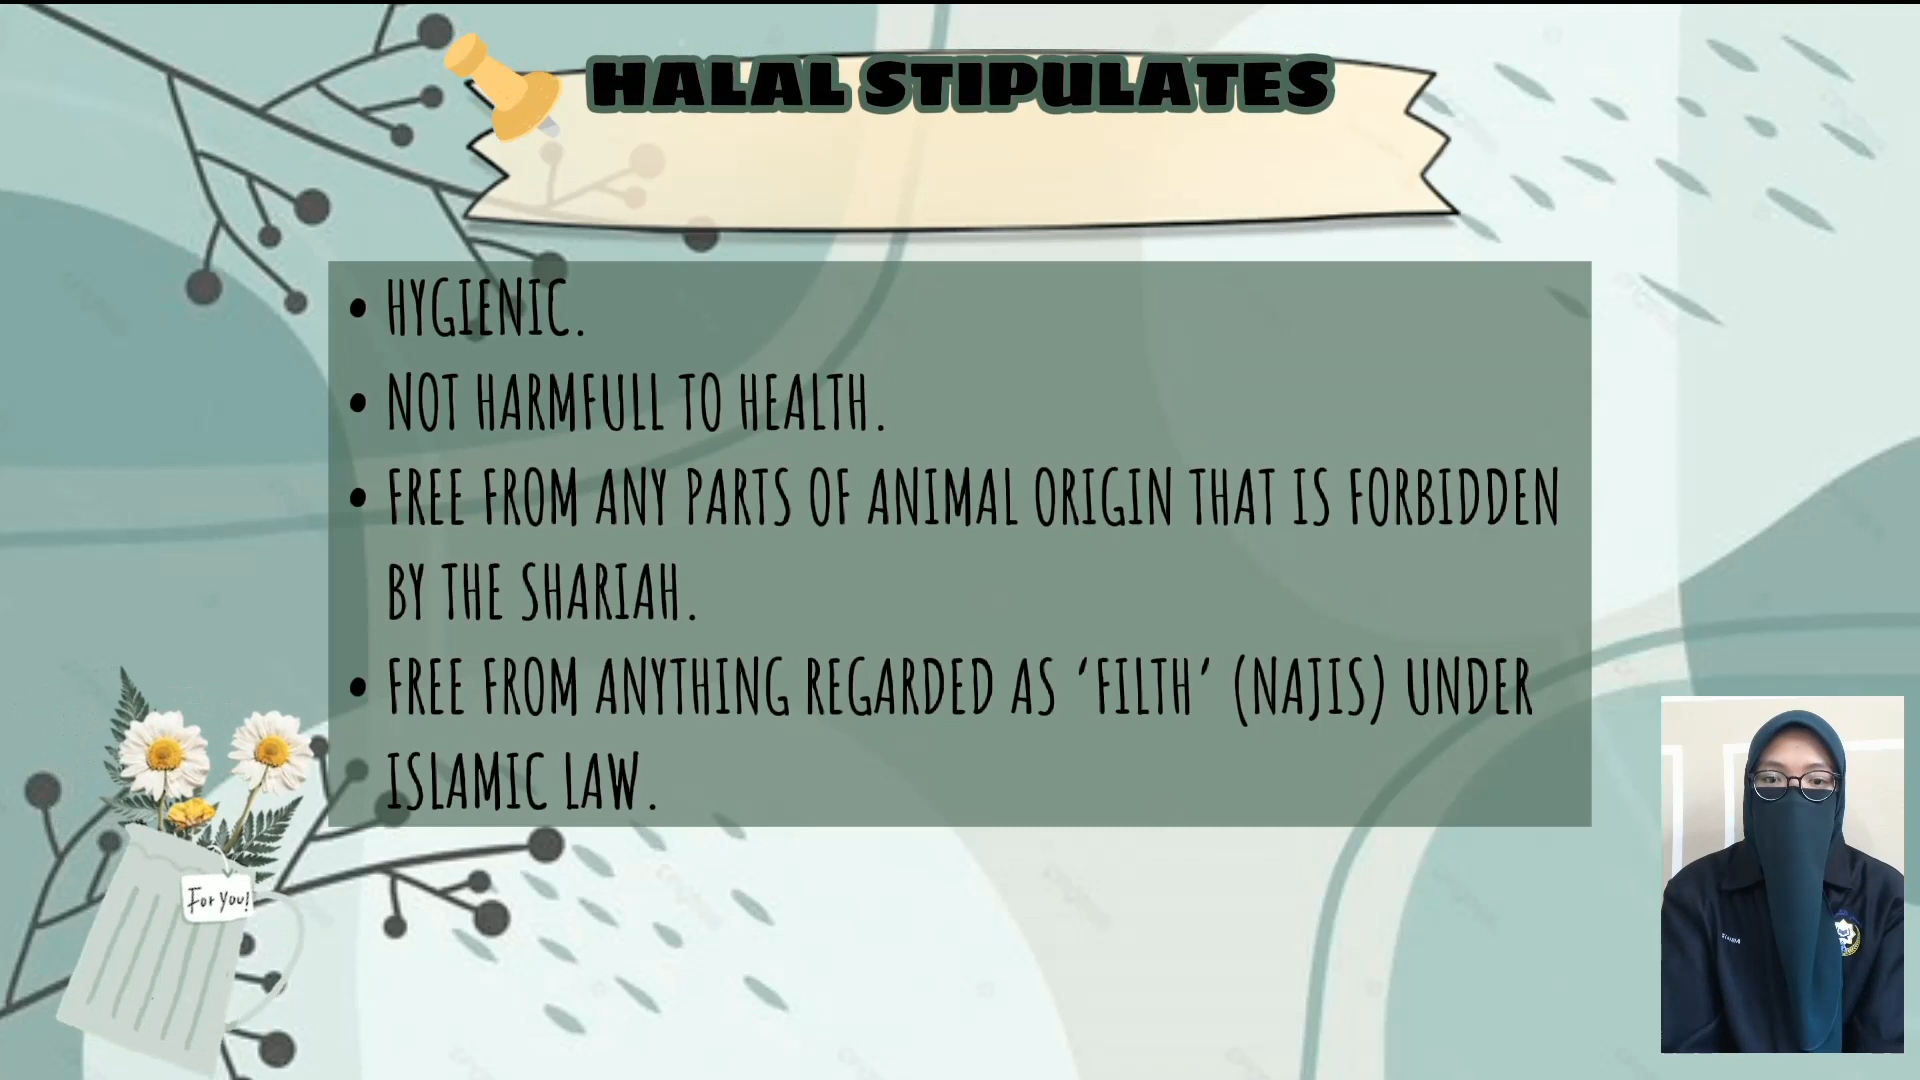 HALAL STIPULATES
• HYGIENIC.
• NOT HARMFULL TO HEALTH.
• FREE FROM ANY PARTS OF ANIMAL ORIGIN THAT IS FORBIDDEN
BY THE SHARIAH.
• FREE FROM ANYTHING REGARDED AS ‘FILTH’ (NAJIS) UNDER
ISLAMIC LAW.
For You!